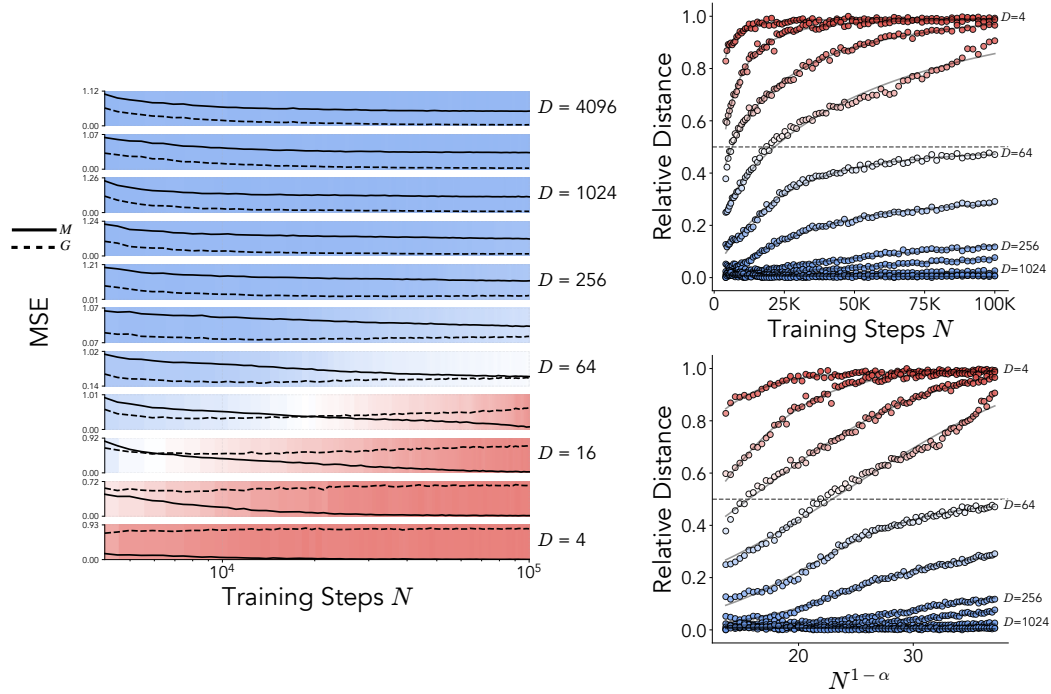 M
G
MSE
1.12
0.00
D = 4096
1.07
0.00
1.26
0.00
D = 1024
1.24
0.00
1.21
0.01
D = 256
1.07
0.07
1.02
0.14
D = 64
1.01
0.00
0.92
0.00
D = 16
0.72
0.00
0.93
0.00
D = 4
10⁴
10⁵
Training Steps N
Relative Distance
1.0
0.8
0.6
0.4
0.2
0.0
D=4
D=64
D=256
D=1024
0
25K
50K
75K
100K
Training Steps N
Relative Distance
1.0
0.8
0.6
0.4
0.2
0.0
D=4
D=64
D=256
D=1024
20
30
N¹⁻ᵅ